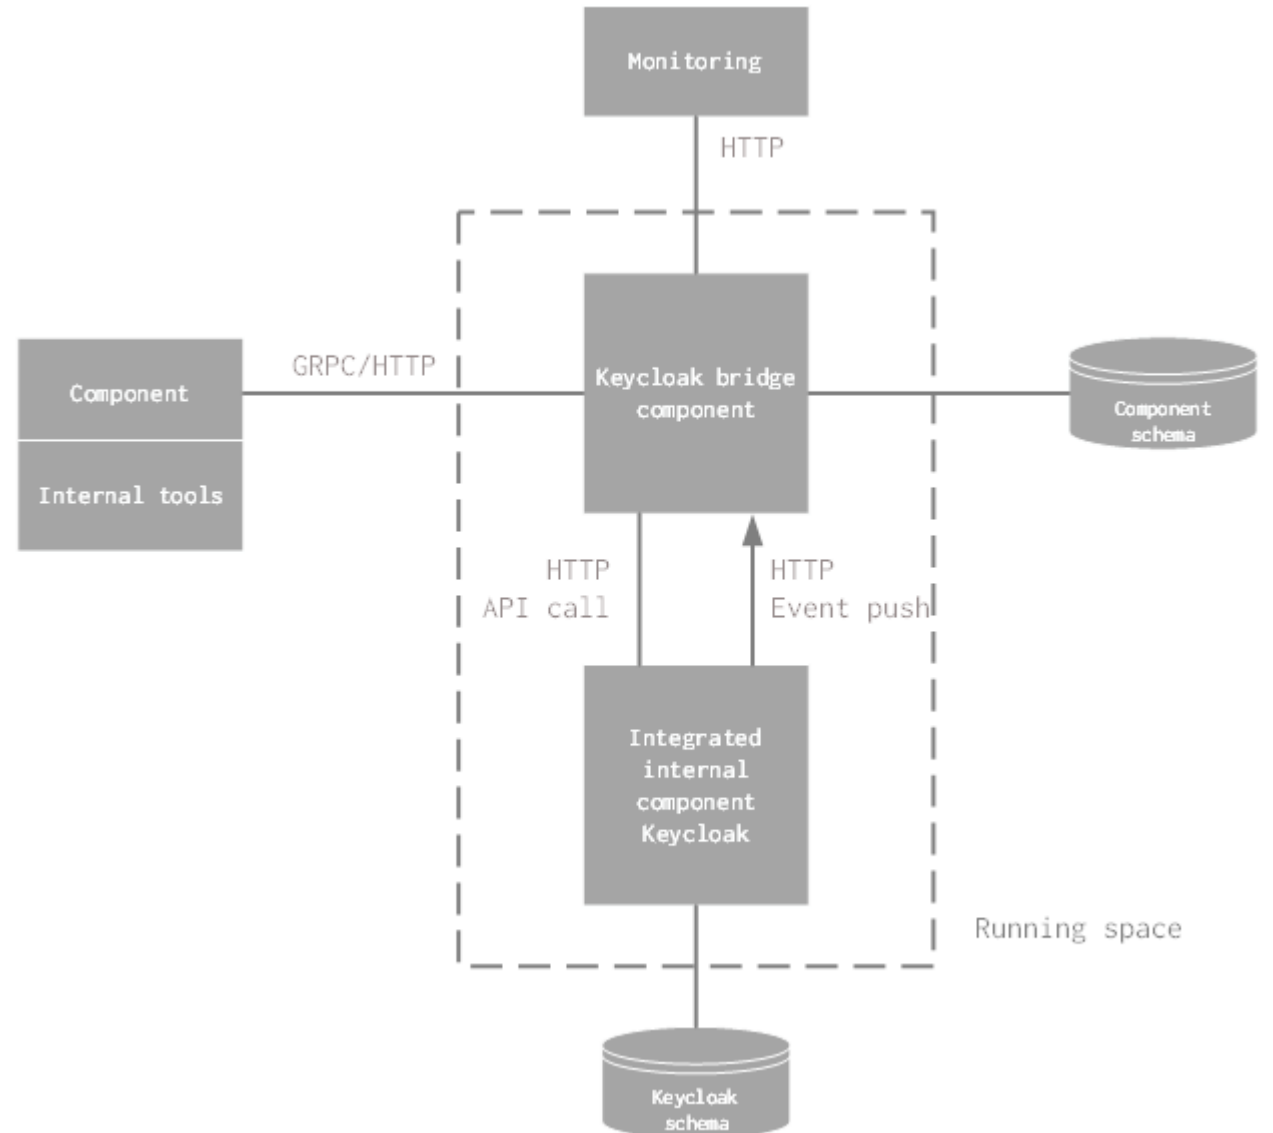 Monitoring
HTTP
GRPC/HTTP
Component
Internal tools
Keycloak bridge
component
Component
schema
HTTP
API call
HTTP
Event push
Integrated
internal
component
Keycloak
Running space
Keycloak
schema